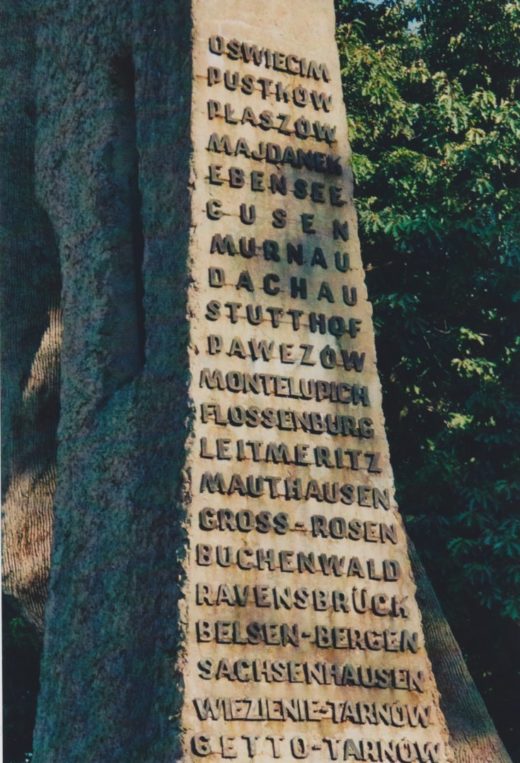 OŚWIĘCIM
PUSTKÓW
PŁASZÓW
MAJDANEK
EBENSEE
GUSEN
MURNAU
DACHAU
STUTTHOF
PAWEZÓW
MONTELUPICH
FLOSSENBURG
LEITMERITZ
MAUTHAUSEN
GROSS-ROSEN
BUCHENWALD
RAVENSBRÜCK
BELSEN-BERGEN
SACHSENHAUSEN
WIEZIENIE-TARNÓW
GETTO-TARNÓW